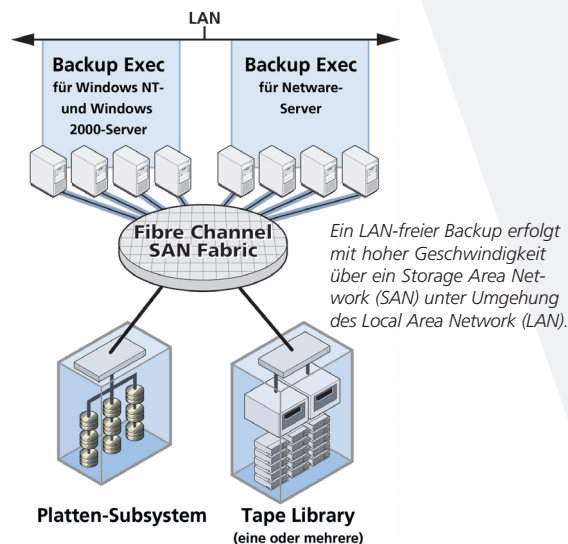 LAN
Backup Exec
für Windows NT-
und Windows
2000-Server
Backup Exec
für Netware-
Server
Fibre Channel
SAN Fabric
Ein LAN-freier Backup erfolgt
mit hoher Geschwindigkeit
über ein Storage Area Net-
work (SAN) unter Umgehung
des Local Area Network (LAN).
Platten-Subsystem
Tape Library
(eine oder mehrere)